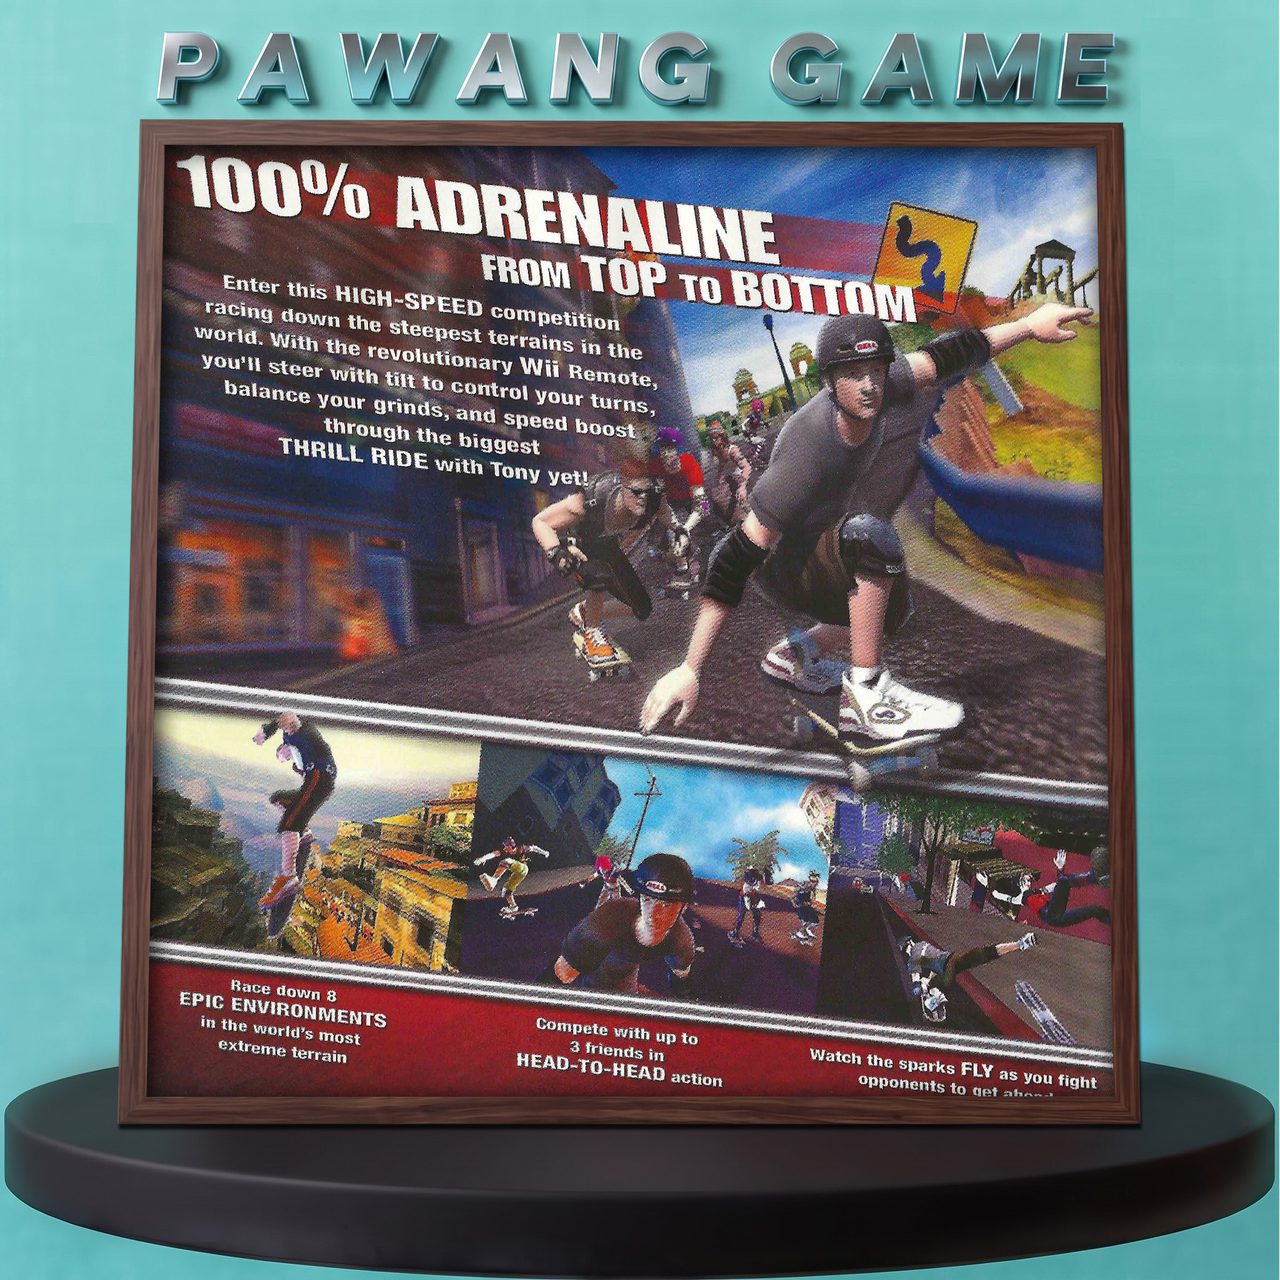 PAWANG GAME
100% ADRENALINE
FROM TOP TO BOTTOM
Enter this HIGH-SPEED competition
racing down the steepest terrains in the
world. With the revolutionary Wii Remote,
you'll steer with tilt to control your turns,
balance your grinds, and speed boost
through the biggest
THRILL RIDE with Tony yet!
BELL
BELL
Race down 8
EPIC ENVIRONMENTS
in the world's most
extreme terrain
Compete with up to
3 friends in
HEAD-TO-HEAD action
Watch the sparks FLY as you fight
opponents to get ahead